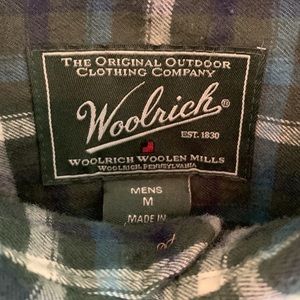 THE ORIGINAL OUTDOOR
CLOTHING COMPANY
Woolrich®
EST. 1830
WOOLRICH WOOLEN MILLS
WOOLRICH, PENNSYLVANIA
MENS
M
MADE IN